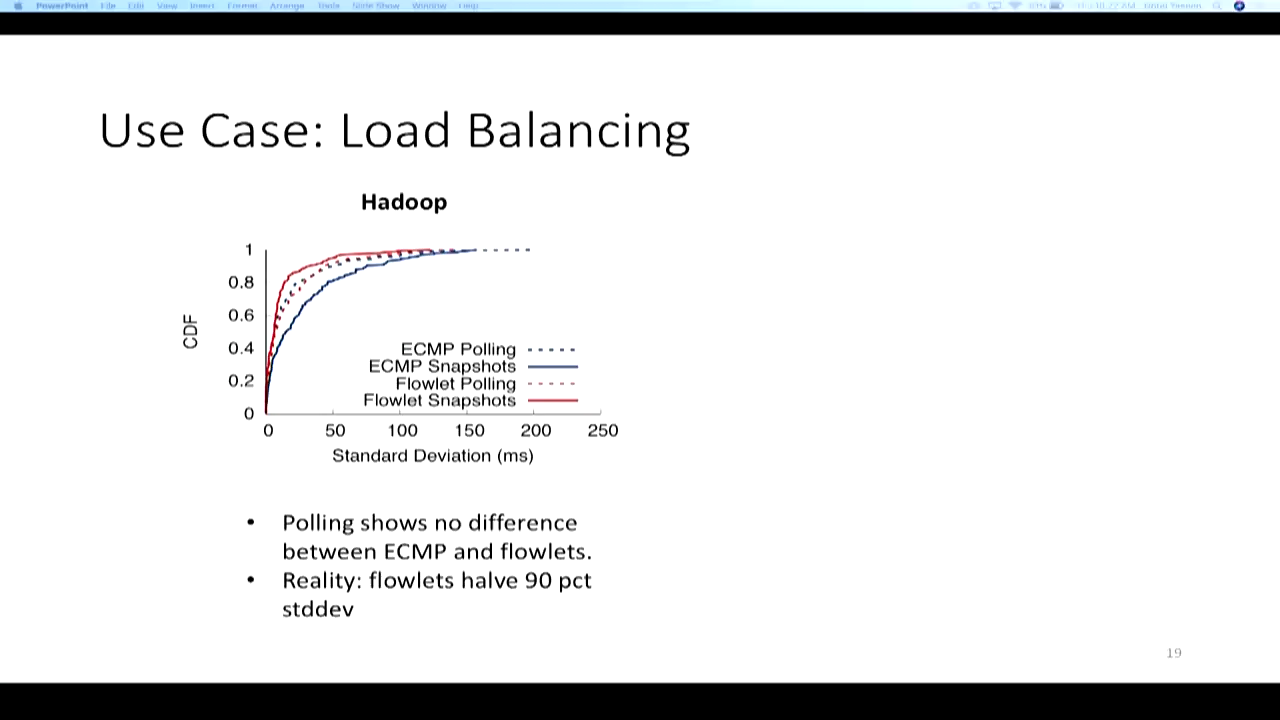 PowerPoint File Edit View Insert Format Arrange Tools Slide Show Window Help
Use Case: Load Balancing
Hadoop
1
0.8
0.6
0.4
0.2
0
CDF
ECMP Polling
ECMP Snapshots
Flowlet Polling
Flowlet Snapshots
0 50 100 150 200 250
Standard Deviation (ms)
• Polling shows no difference
between ECMP and flowlets.
• Reality: flowlets halve 90 pct
stddev
19